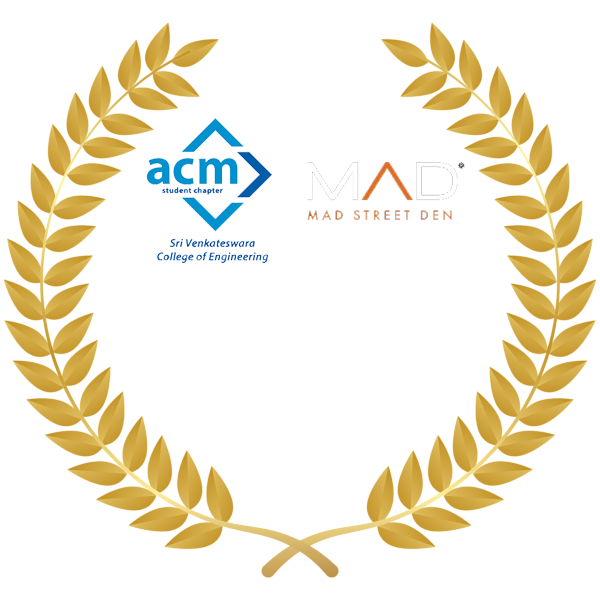 acm
student chapter
Sri Venkateswara
College of Engineering
MAD
MAD STREET DEN